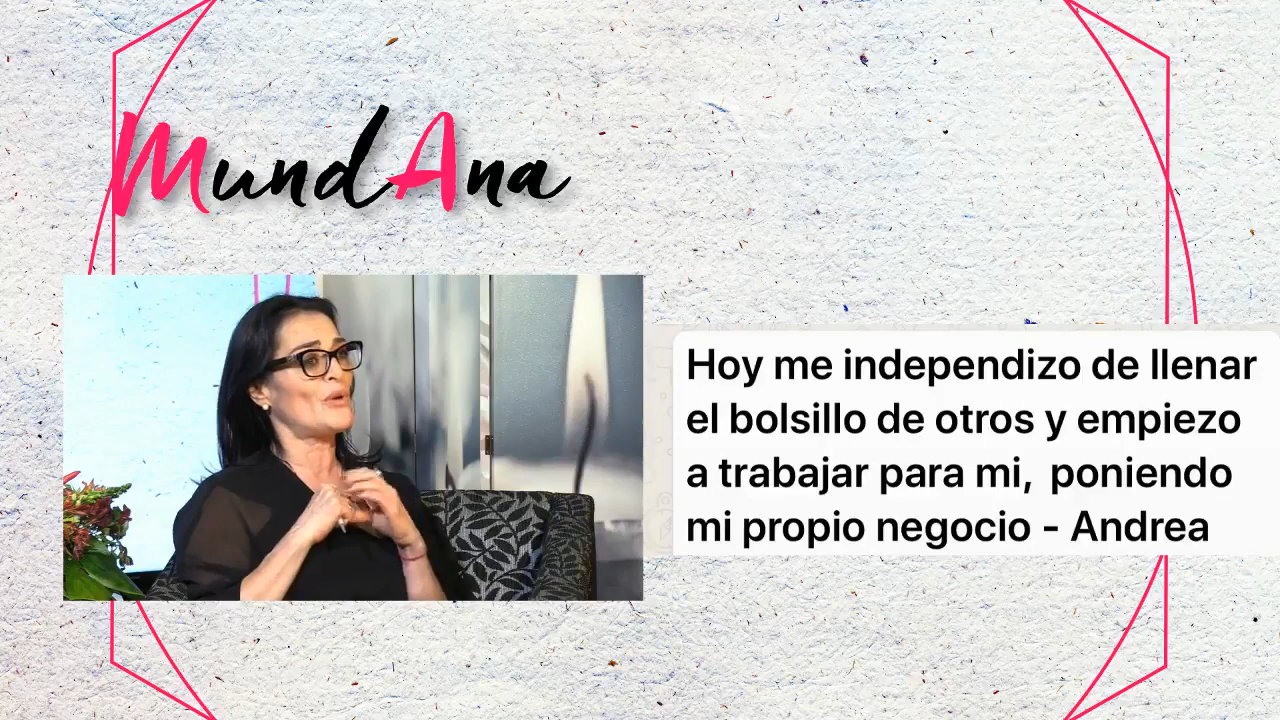 MundAna
Hoy me independizo de llenar
el bolsillo de otros y empiezo
a trabajar para mi, poniendo
mi propio negocio - Andrea